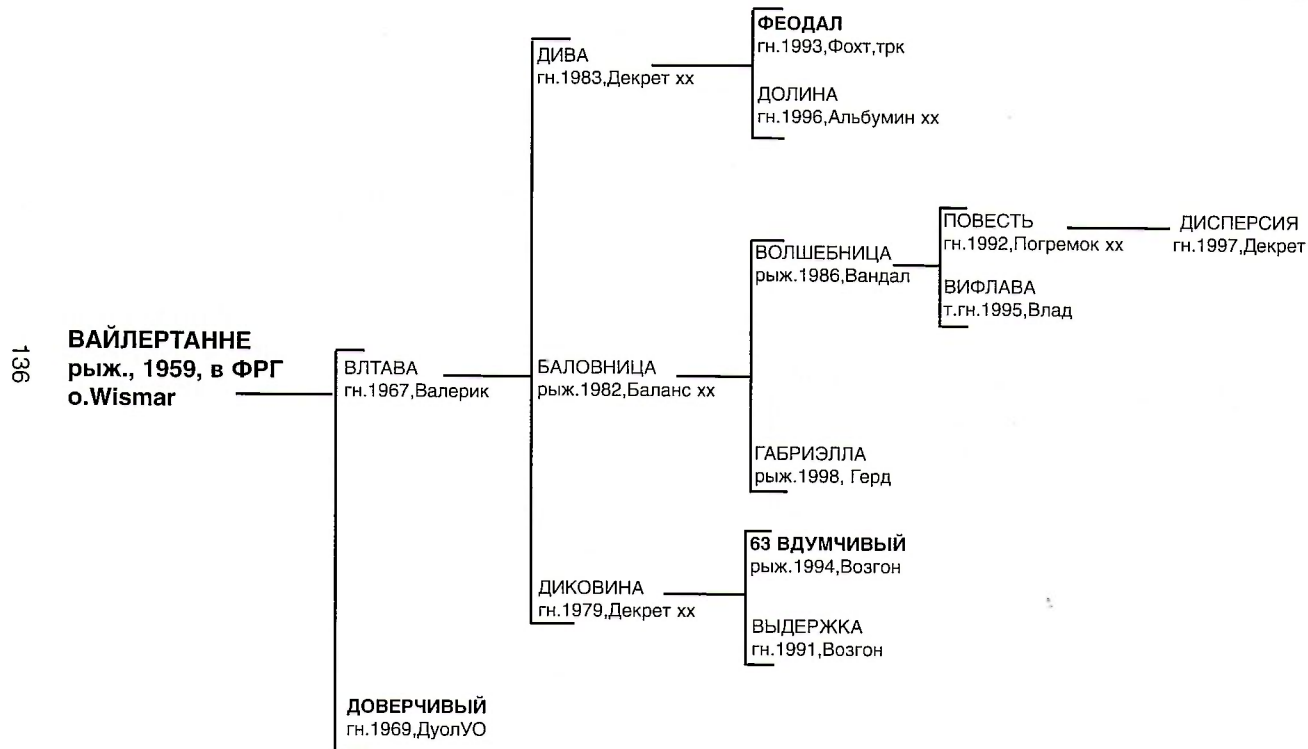 ФЕОДАЛ
гн.1993,Фохт,трк
ДИВА
гн.1983,Декрет хх
ДОЛИНА
гн.1996,Альбумин хх
ПОВЕСТЬ
гн.1992,Погремок хх
ДИСПЕРСИЯ
гн.1997,Декрет
ВОЛШЕБНИЦА
рыж.1986,Вандал
ВИФЛАВА
т.гн.1995,Влад
136
ВАЙЛЕРТАННЕ
рыж., 1959, в ФРГ
о.Wismar
ВЛТАВА
гн.1967,Валерик
БАЛОВНИЦА
рыж.1982,Баланс хх
ГАБРИЭЛЛА
рыж.1998, Герд
63 ВДУМЧИВЫЙ
рыж.1994,Возгон
ДИКОВИНА
гн.1979,Декрет хх
ВЫДЕРЖКА
гн.1991,Возгон
ДОВЕРЧИВЫЙ
гн.1969,ДуолУО